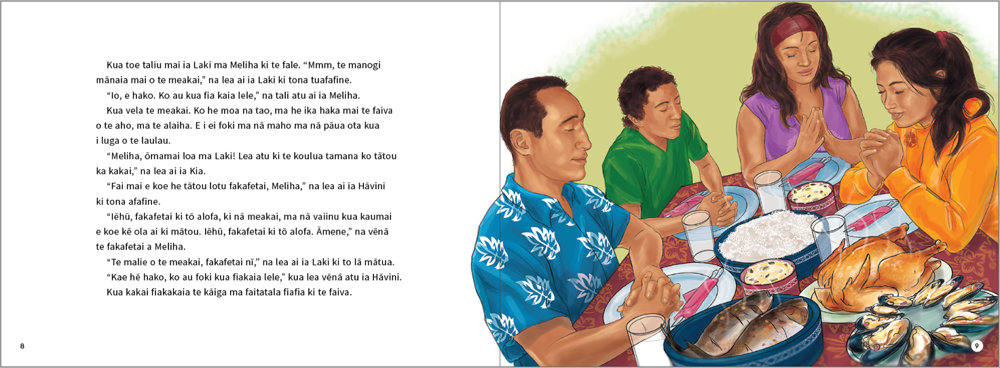 Kua toe taliu mai ia Laki ma Meliha ki te fale. “Mmm, te manogi
mānaia mai o te meakai,” na lea ai ia Laki ki tona tuafafine.
“Io, e hako. Ko au kua fia kaia lele,” na tali atu ai ia Meliha.
Kua vela te meakai. Ko he moa na tao, ma he ika haka mai te faiva
o te aho, ma te alaiha. E i ei foki ma nā maho ma nā pāua ota kua
i luga o te laulau.
“Meliha, ōmamai loa ma Laki! Lea atu ki te koulua tamana ko tātou
ka kakai,” na lea ai ia Kia.
“Fai mai e koe he tātou lotu fakafetai, Meliha,” na lea ai ia Hāvini
ki tona afafine.
“Iēhū, fakafetai ki tō alofa, ki nā meakai, ma nā vaiinu kua kaumai
e koe kē ola ai ki mātou. Iēhū, fakafetai ki tō alofa. Āmene,” na vēnā
te fakafetai a Meliha.
“Te malie o te meakai, fakafetai nī,” na lea ai ia Laki ki to lā mātua.
“Kae hē hako, ko au foki kua fiakaia lele,” kua lea vēnā atu ia Hāvini.
Kua kakai fiakakaia te kāiga ma faitatala fiafia ki te faiva.
8
9